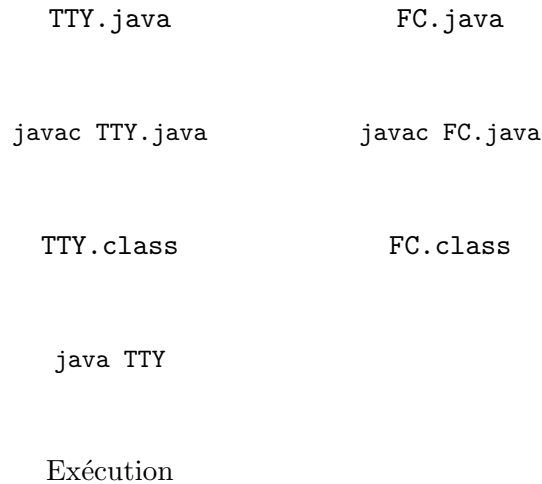 TTY.java FC.java
javac TTY.java javac FC.java
TTY.class FC.class
java TTY
Exécution